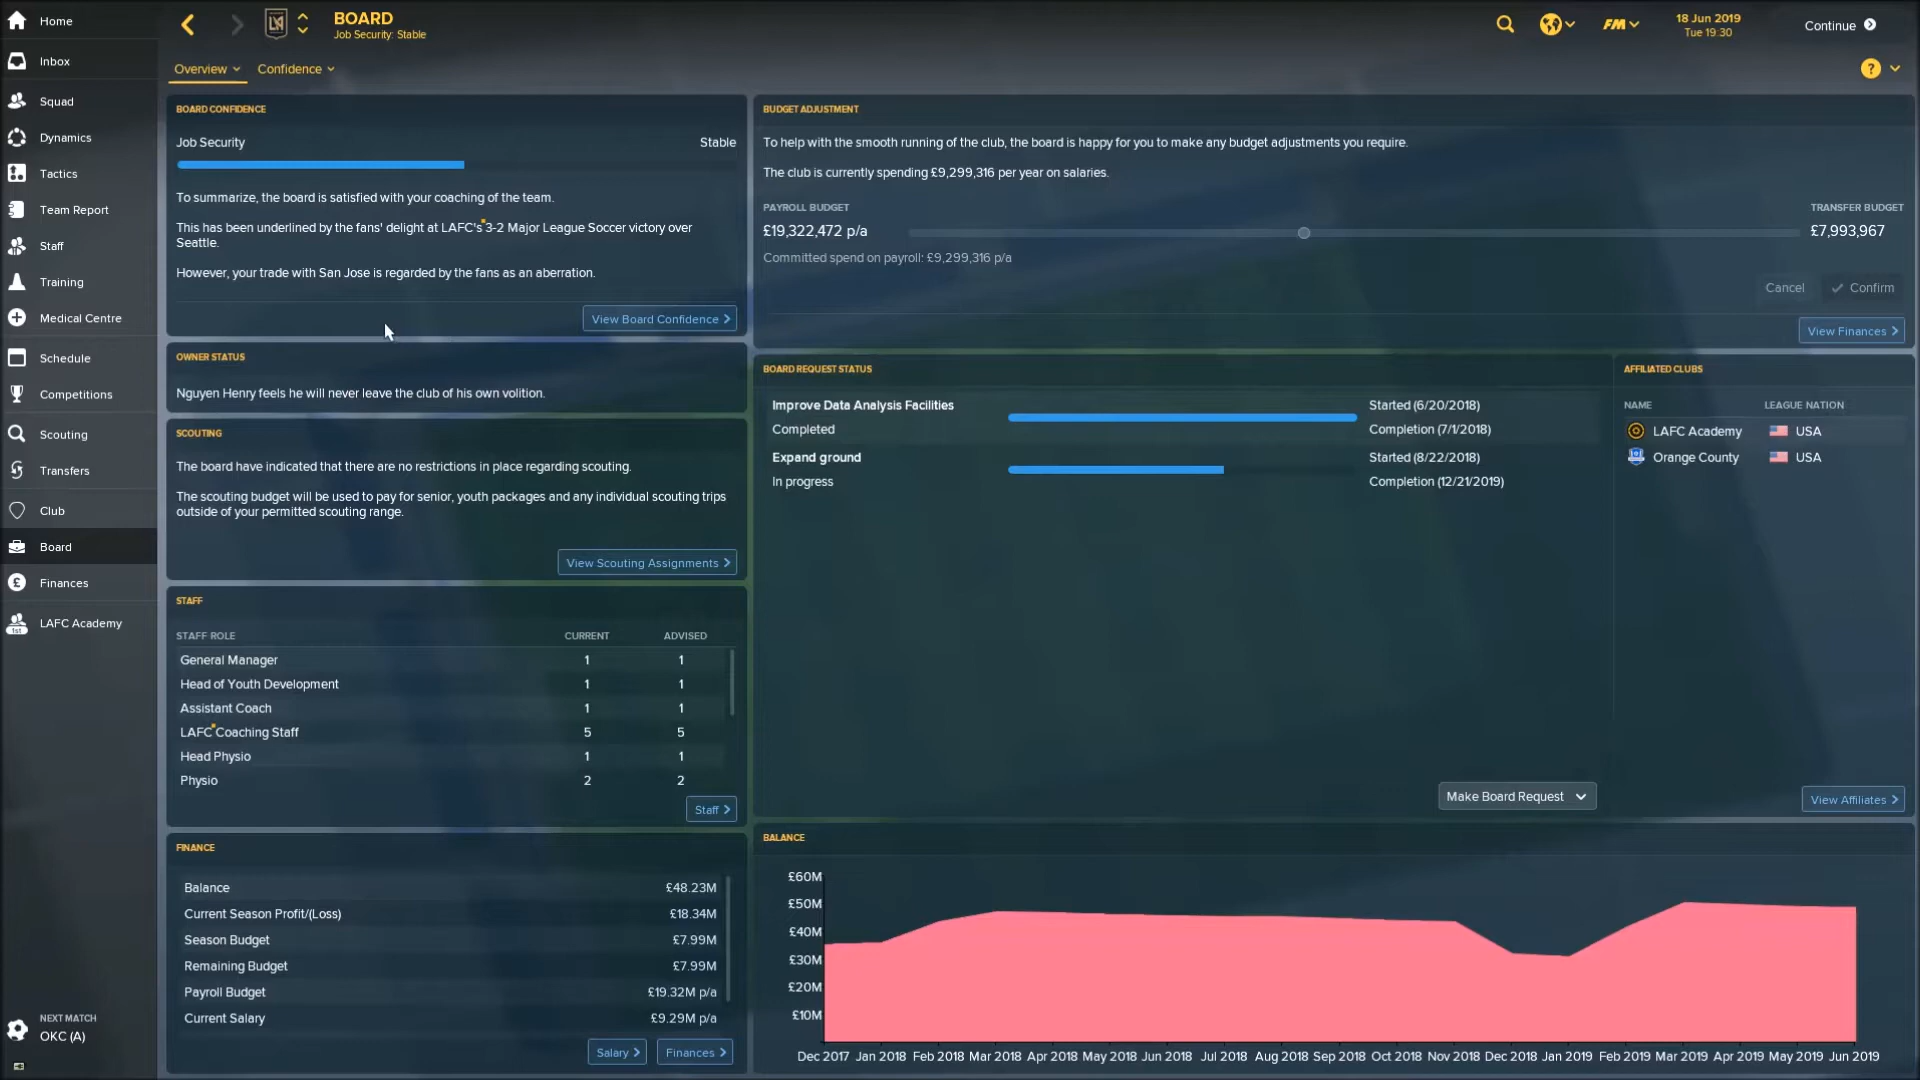 Home
Inbox
Squad
Dynamics
Tactics
Team Report
Staff
Training
Medical Centre
Schedule
Competitions
Scouting
Transfers
Club
Board
Finances
LAFC Academy
1st
NEXT MATCH
OKC (A)
BOARD
Job Security: Stable
FM
18 Jun 2019
Tue 19:30
Continue
Overview
Confidence
?
BOARD CONFIDENCE
Job Security
Stable
To summarize, the board is satisfied with your coaching of the team.
This has been underlined by the fans' delight at LAFC's 3-2 Major League Soccer victory over
Seattle.
However, your trade with San Jose is regarded by the fans as an aberration.
View Board Confidence
OWNER STATUS
Nguyen Henry feels he will never leave the club of his own volition.
SCOUTING
The board have indicated that there are no restrictions in place regarding scouting.
The scouting budget will be used to pay for senior, youth packages and any individual scouting trips
outside of your permitted scouting range.
View Scouting Assignments
STAFF
STAFF ROLE CURRENT ADVISED
General Manager 1 1
Head of Youth Development 1 1
Assistant Coach 1 1
LAFC Coaching Staff 5 5
Head Physio 1 1
Physio 2 2
Staff
FINANCE
Balance £48.23M
Current Season Profit/(Loss) £18.34M
Season Budget £7.99M
Remaining Budget £7.99M
Payroll Budget £19.32M p/a
Current Salary £9.29M p/a
Salary
Finances
BUDGET ADJUSTMENT
To help with the smooth running of the club, the board is happy for you to make any budget adjustments you require.
The club is currently spending £9,299,316 per year on salaries.
PAYROLL BUDGET TRANSFER BUDGET
£19,322,472 p/a £7,993,967
Committed spend on payroll: £9,299,316 p/a
Cancel
Confirm
View Finances
BOARD REQUEST STATUS
Improve Data Analysis Facilities Started (6/20/2018)
Completed Completion (7/1/2018)
Expand ground Started (8/22/2018)
In progress Completion (12/21/2019)
Make Board Request
AFFILIATED CLUBS
NAME LEAGUE NATION
LAFC Academy USA
Orange County USA
View Affiliates
BALANCE
£60M
£50M
£40M
£30M
£20M
£10M
Dec 2017 Jan 2018 Feb 2018 Mar 2018 Apr 2018 May 2018 Jun 2018 Jul 2018 Aug 2018 Sep 2018 Oct 2018 Nov 2018 Dec 2018 Jan 2019 Feb 2019 Mar 2019 Apr 2019 May 2019 Jun 2019